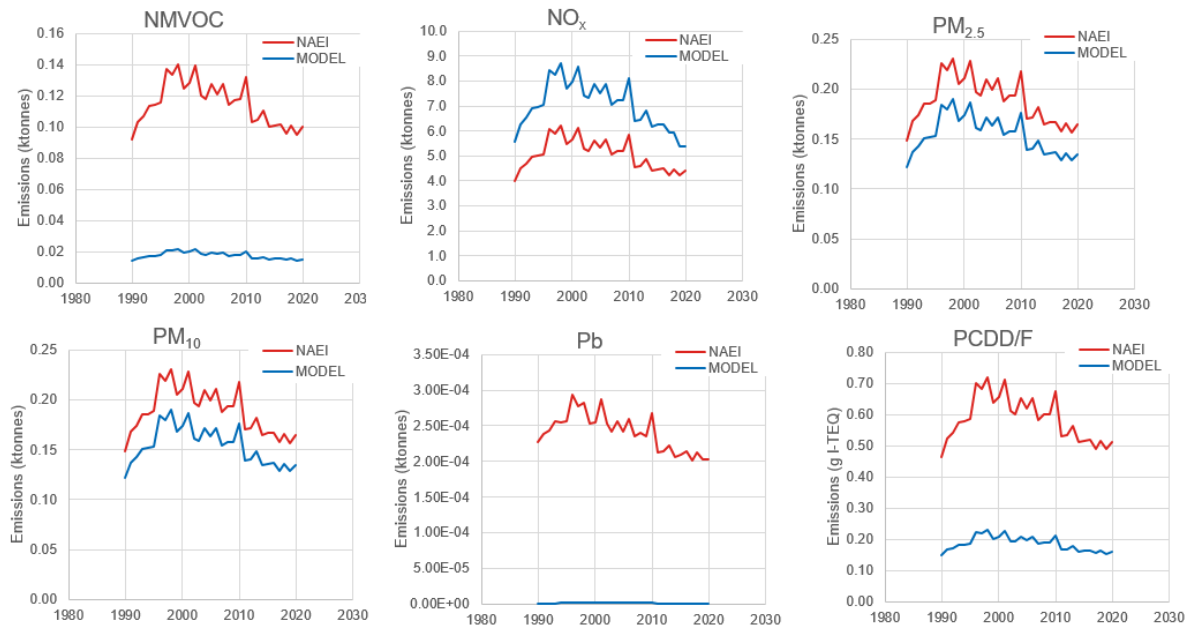 NMVOC
Emissions (ktonnes)
0.16
0.14
0.12
0.10
0.08
0.06
0.04
0.02
0.00
1980 1990 2000 2010 2020 203
NAEI
MODEL
NOx
Emissions (ktonnes)
10.0
9.0
8.0
7.0
6.0
5.0
4.0
3.0
2.0
1.0
0.0
1980 1990 2000 2010 2020 2030
NAEI
MODEL
PM2.5
Emissions (ktonnes)
0.25
0.20
0.15
0.10
0.05
0.00
1980 1990 2000 2010 2020 2030
NAEI
MODEL
PM10
Emissions (ktonnes)
0.25
0.20
0.15
0.10
0.05
0.00
1980 1990 2000 2010 2020 2030
NAEI
MODEL
Pb
Emissions (ktonnes)
3.50E-04
3.00E-04
2.50E-04
2.00E-04
1.50E-04
1.00E-04
5.00E-05
0.00E+00
1980 1990 2000 2010 2020 2030
NAEI
MODEL
PCDD/F
Emissions (g I-TEQ)
0.80
0.70
0.60
0.50
0.40
0.30
0.20
0.10
0.00
1980 1990 2000 2010 2020 2030
NAEI
MODEL